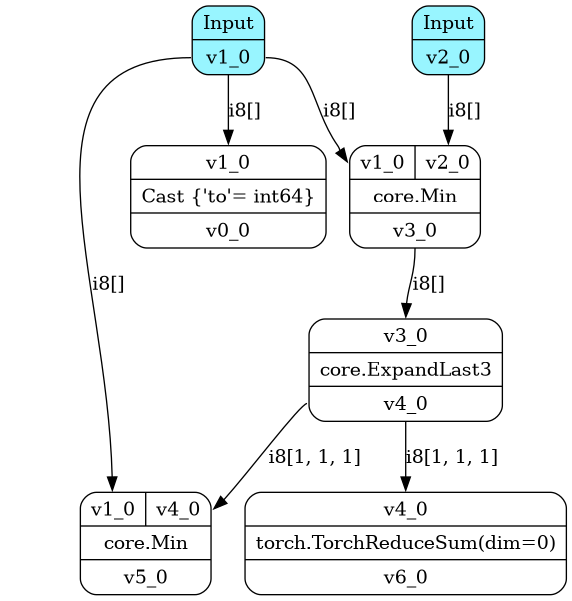 Input
v1_0
Input
v2_0
i8[]
i8[]
i8[]
v1_0
Cast {'to'= int64}
v0_0
v1_0 v2_0
core.Min
v3_0
i8[]
i8[]
v3_0
core.ExpandLast3
v4_0
i8[1, 1, 1]
i8[1, 1, 1]
v1_0 v4_0
core.Min
v5_0
v4_0
torch.TorchReduceSum(dim=0)
v6_0